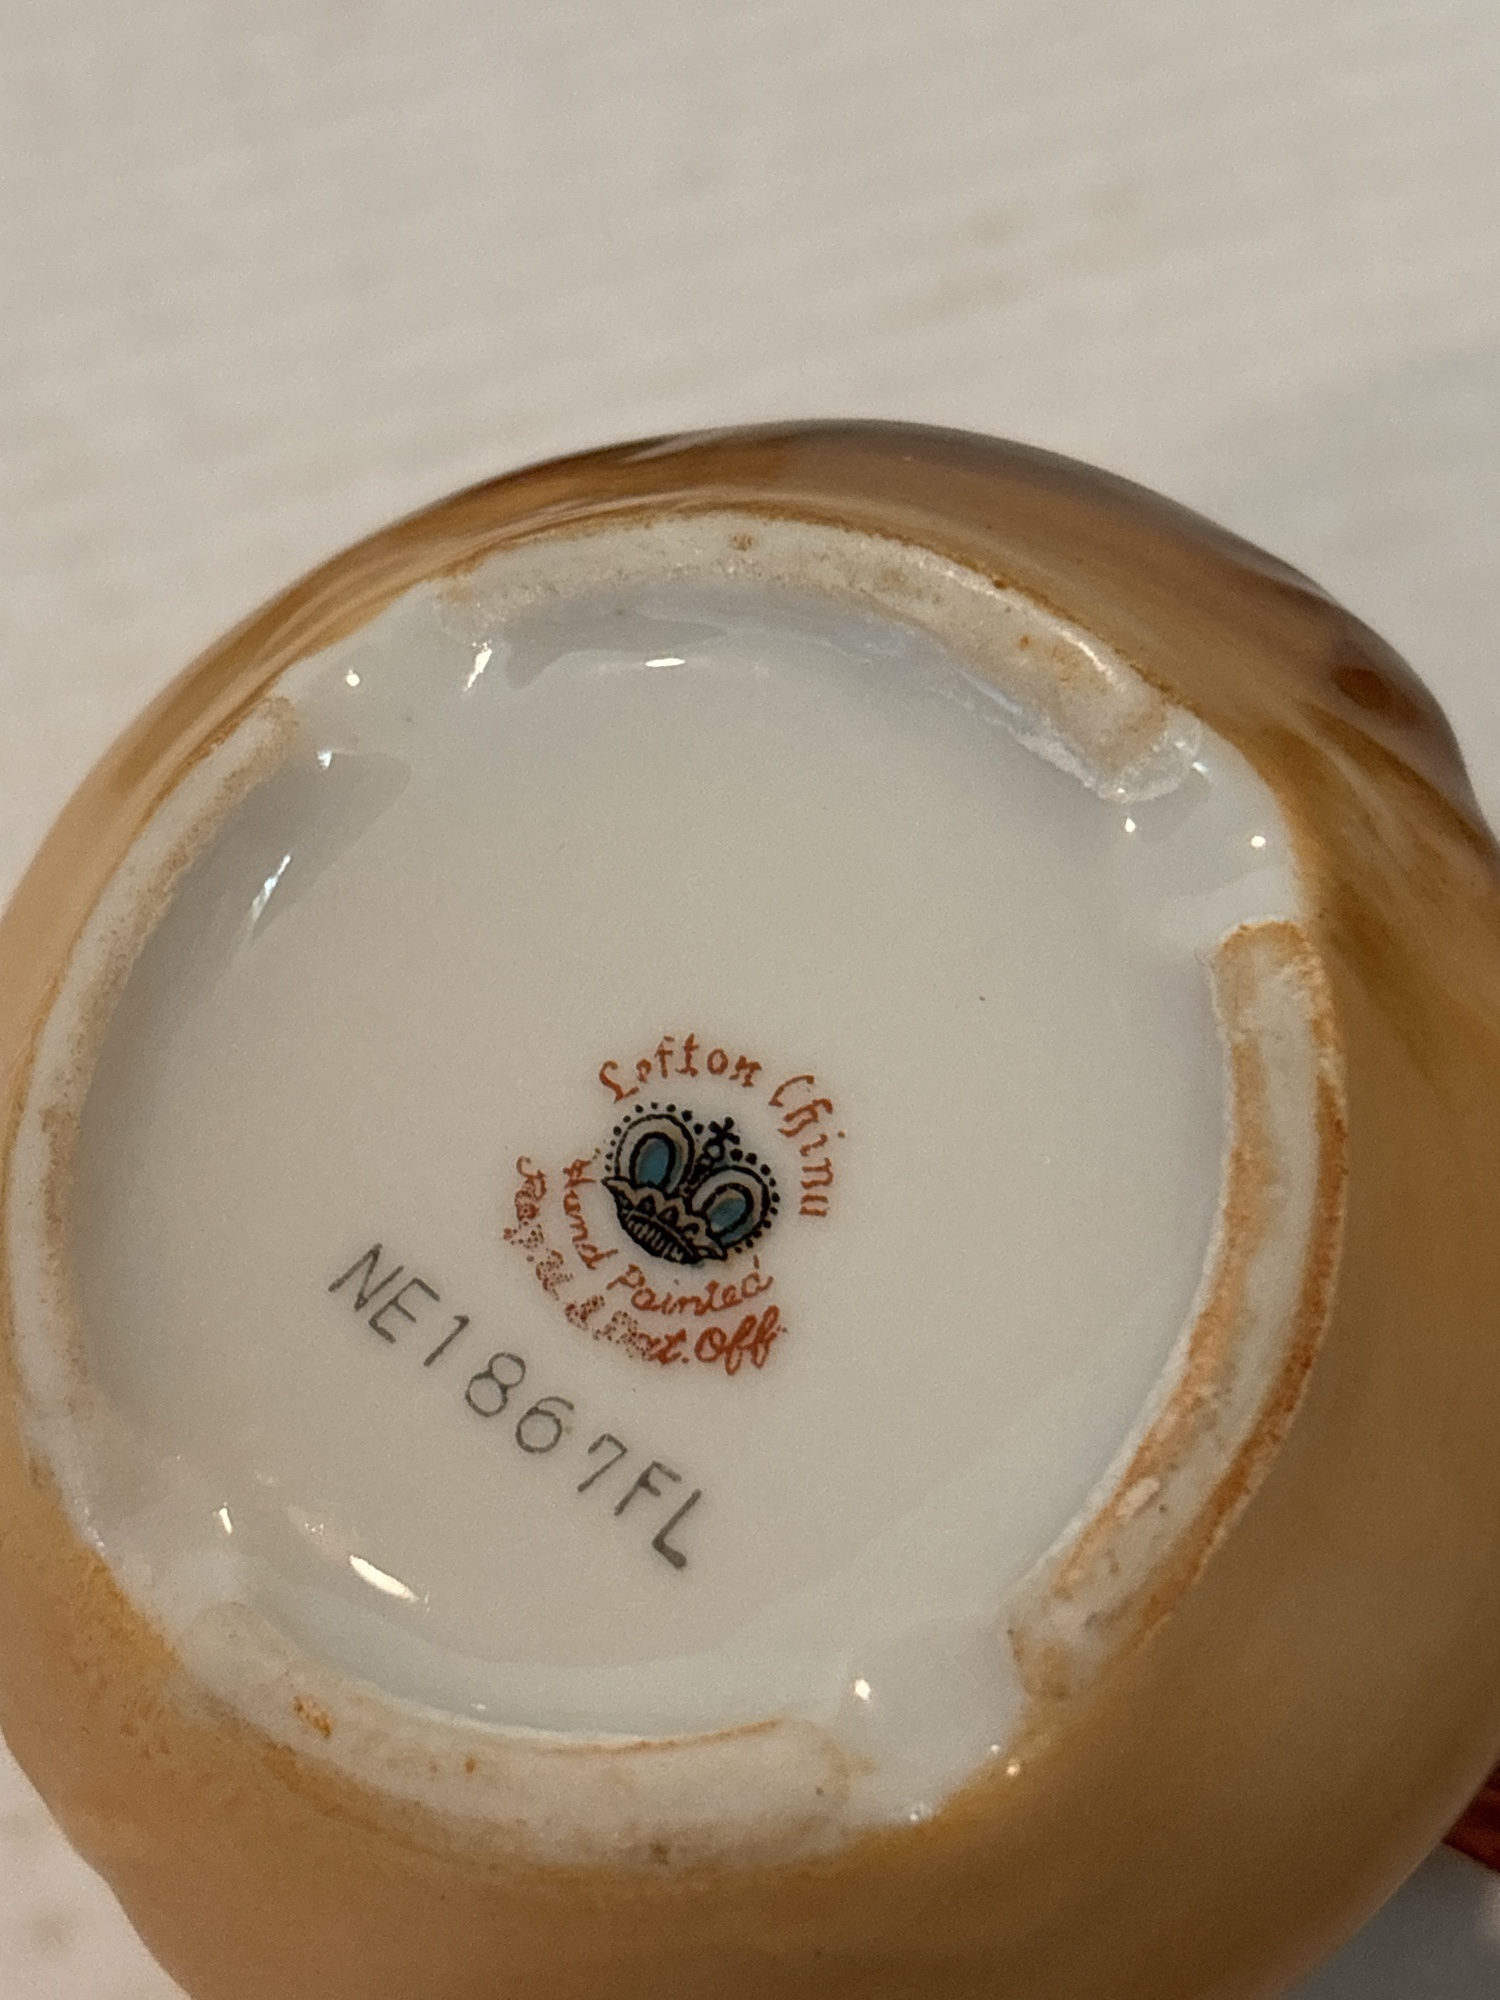 Lefton China
Hand Painted
Reg. U.S. Pat. Off.
NE1867FL